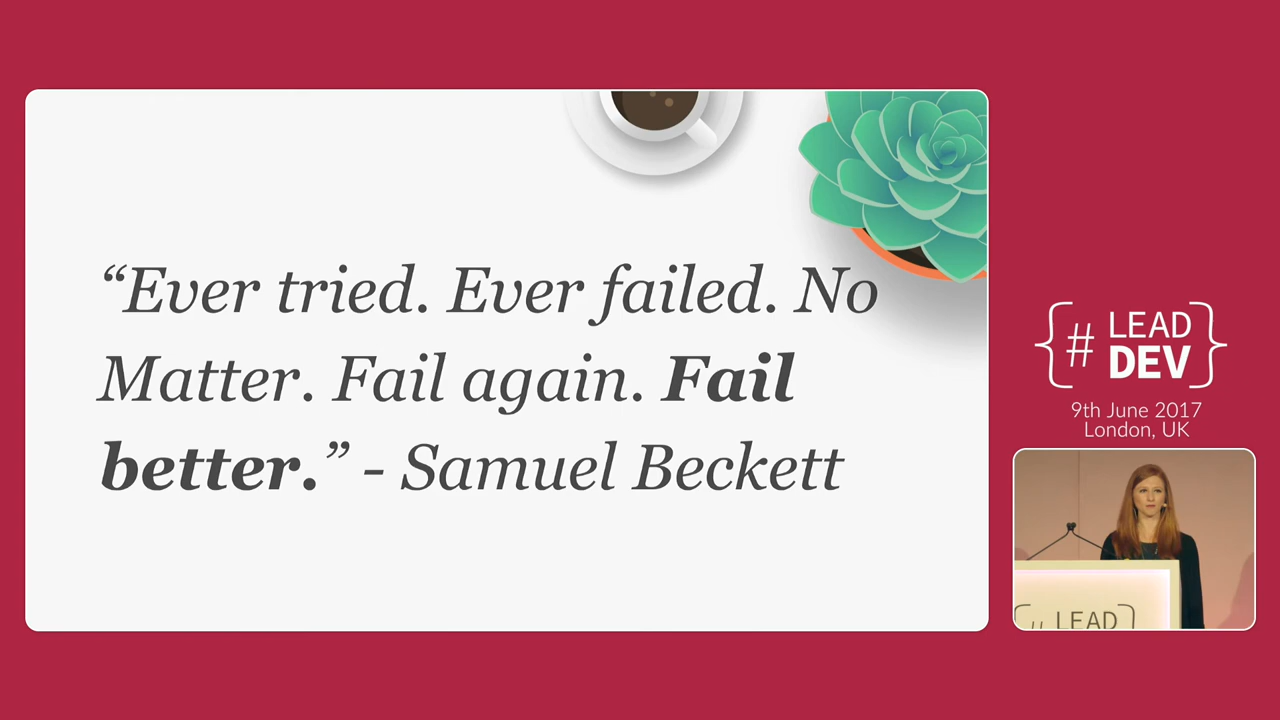 “Ever tried. Ever failed. No
Matter. Fail again. Fail
better.” - Samuel Beckett
{# LEAD
DEV}
9th June 2017
London, UK
{# LEAD}